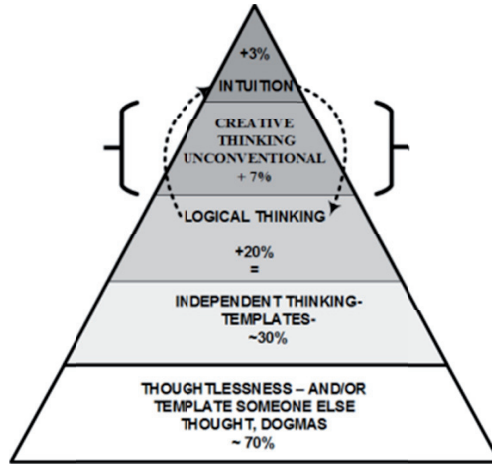 +3%
INTUITION
CREATIVE
THINKING
UNCONVENTIONAL
+ 7%
LOGICAL THINKING
+20%
=
INDEPENDENT THINKING-
TEMPLATES-
~30%
THOUGHTLESSNESS – AND/OR
TEMPLATE SOMEONE ELSE
THOUGHT, DOGMAS
~ 70%